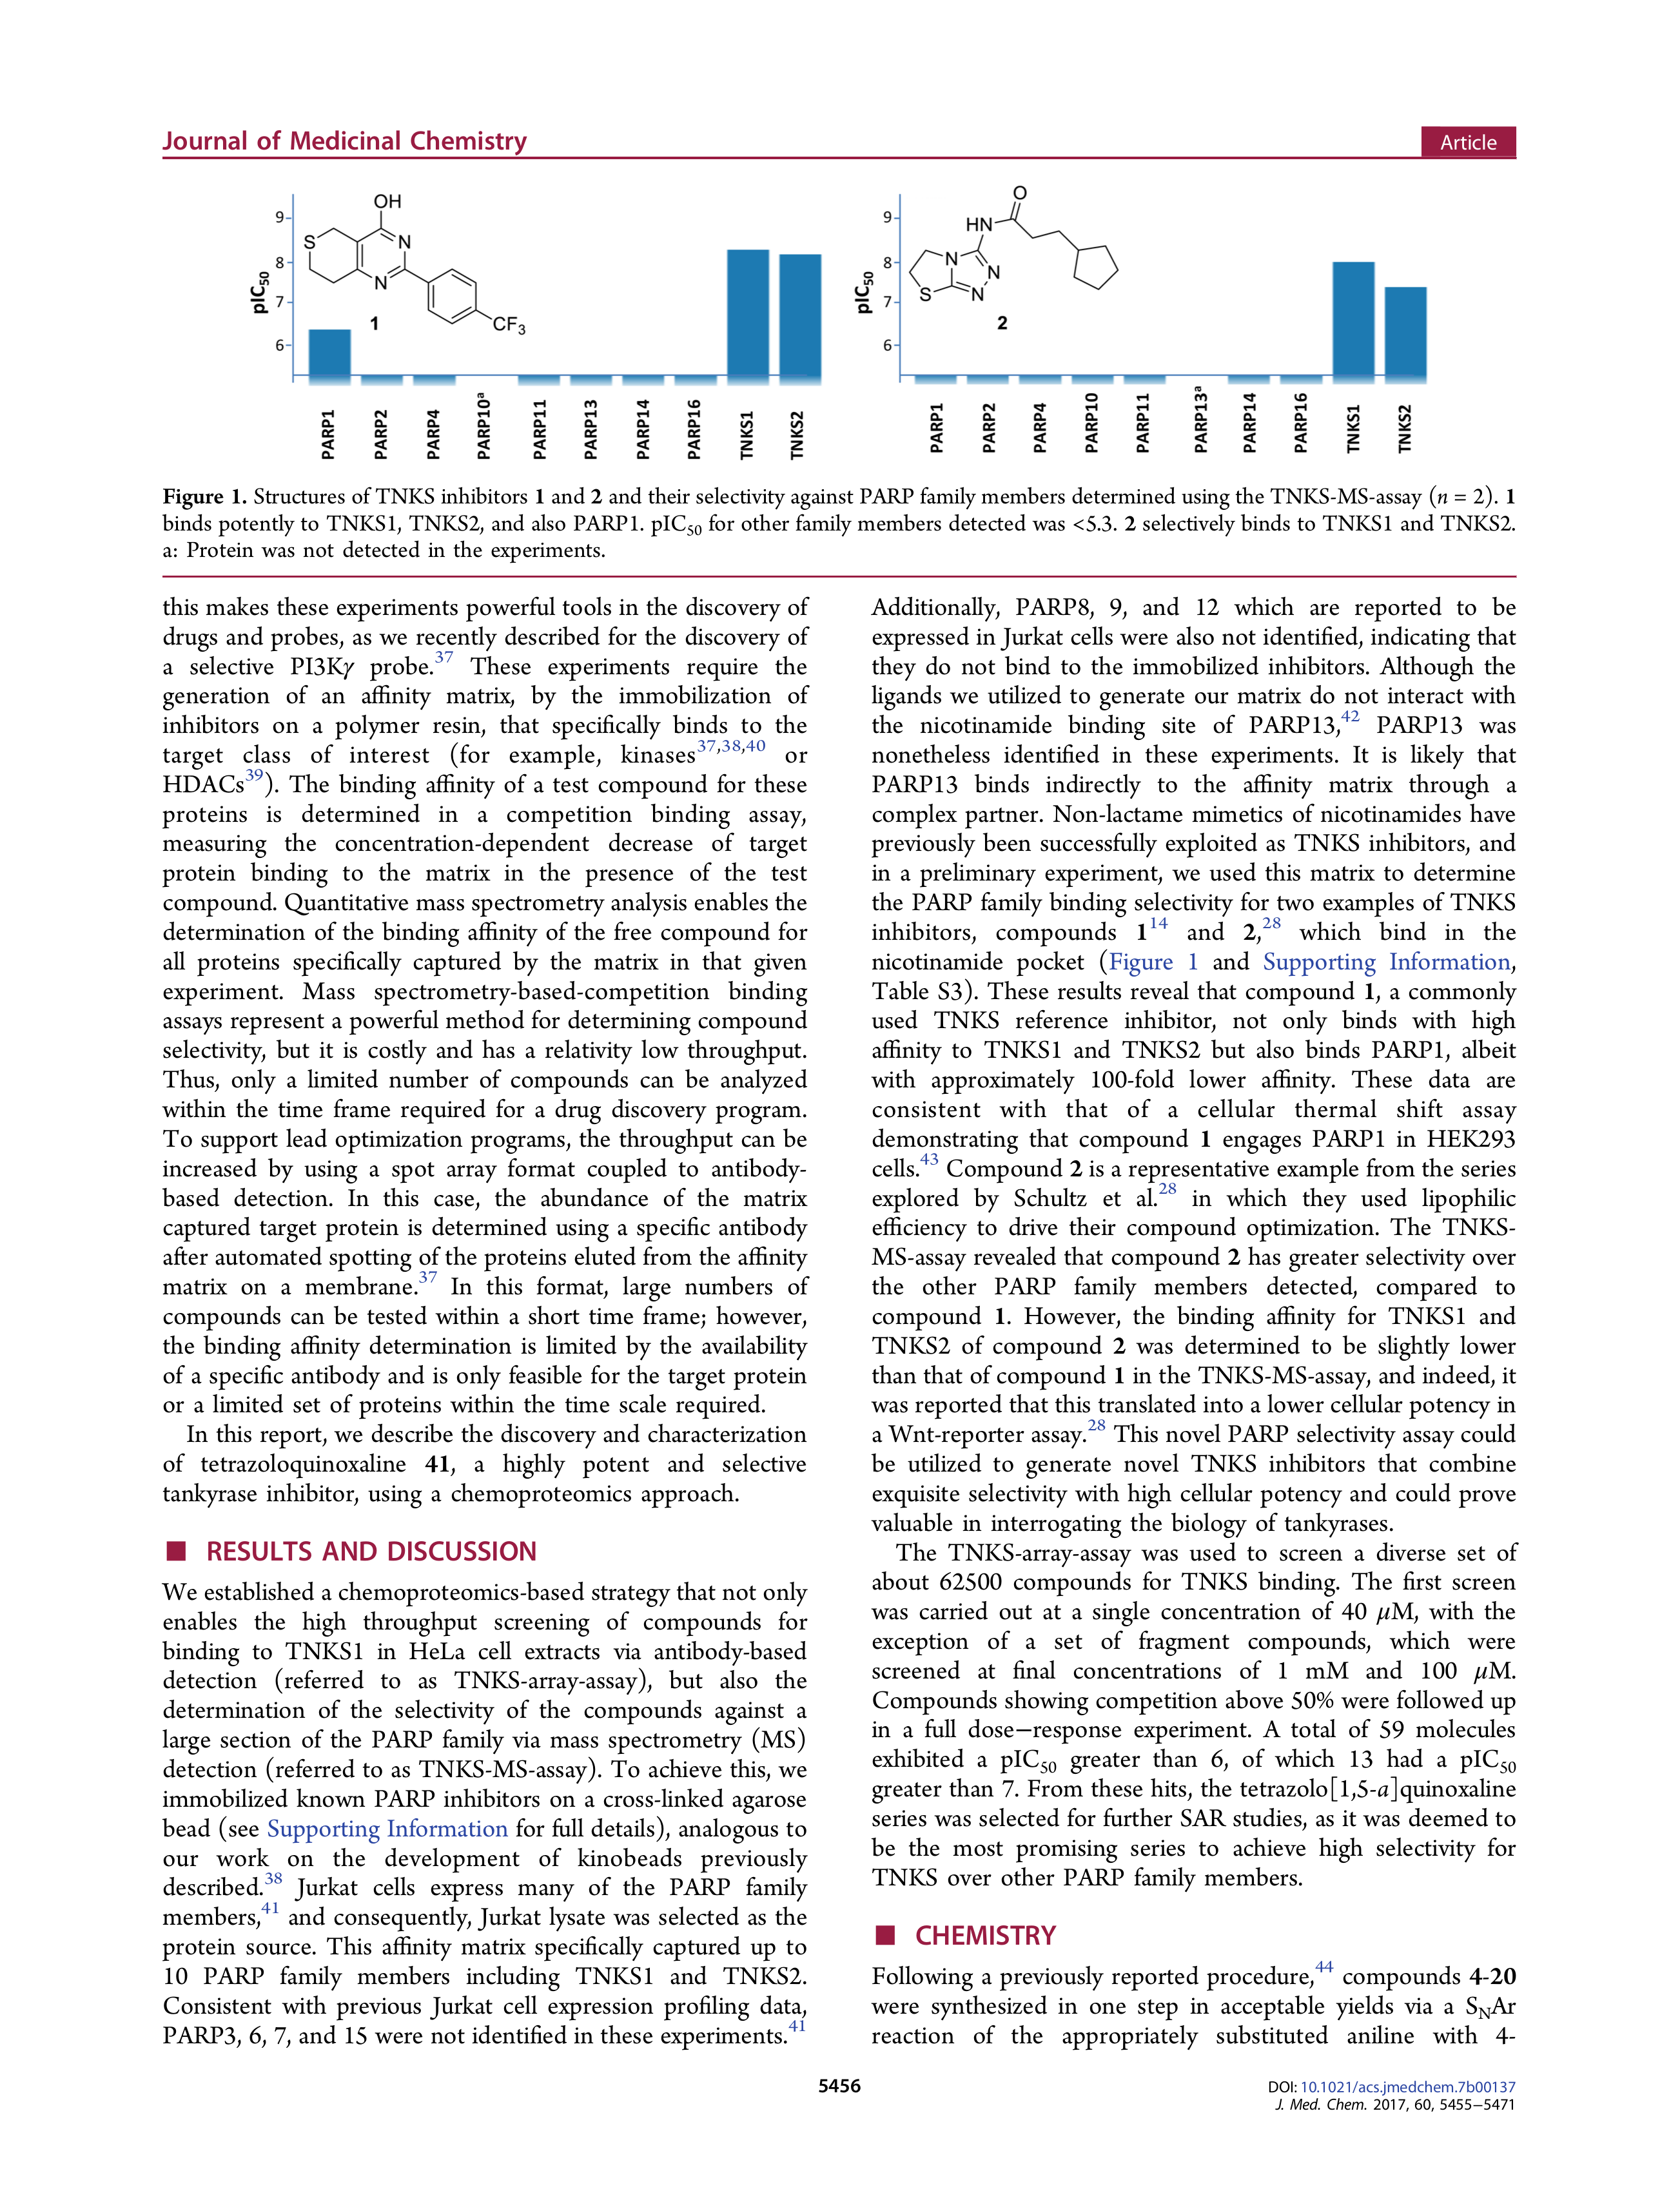 Journal of Medicinal Chemistry
Article
9
8
7
6
pIC50
OH
S
N
N
CF3
1
PARP1
PARP2
PARP4
PARP10a
PARP11
PARP13
PARP14
PARP16
TNKS1
TNKS2
9
8
7
6
pIC50
O
HN
N
N
N
S
2
PARP1
PARP2
PARP4
PARP10
PARP11
PARP13a
PARP14
PARP16
TNKS1
TNKS2
Figure 1. Structures of TNKS inhibitors 1 and 2 and their selectivity against PARP family members determined using the TNKS-MS-assay (n = 2). 1
binds potently to TNKS1, TNKS2, and also PARP1. pIC50 for other family members detected was <5.3. 2 selectively binds to TNKS1 and TNKS2.
a: Protein was not detected in the experiments.
this makes these experiments powerful tools in the discovery of
drugs and probes, as we recently described for the discovery of
a selective PI3Kγ probe.37 These experiments require the
generation of an affinity matrix, by the immobilization of
inhibitors on a polymer resin, that specifically binds to the
target class of interest (for example, kinases37,38,40 or
HDACs39). The binding affinity of a test compound for these
proteins is determined in a competition binding assay,
measuring the concentration-dependent decrease of target
protein binding to the matrix in the presence of the test
compound. Quantitative mass spectrometry analysis enables the
determination of the binding affinity of the free compound for
all proteins specifically captured by the matrix in that given
experiment. Mass spectrometry-based-competition binding
assays represent a powerful method for determining compound
selectivity, but it is costly and has a relativity low throughput.
Thus, only a limited number of compounds can be analyzed
within the time frame required for a drug discovery program.
To support lead optimization programs, the throughput can be
increased by using a spot array format coupled to antibody-
based detection. In this case, the abundance of the matrix
captured target protein is determined using a specific antibody
after automated spotting of the proteins eluted from the affinity
matrix on a membrane.37 In this format, large numbers of
compounds can be tested within a short time frame; however,
the binding affinity determination is limited by the availability
of a specific antibody and is only feasible for the target protein
or a limited set of proteins within the time scale required.
In this report, we describe the discovery and characterization
of tetrazoloquinoxaline 41, a highly potent and selective
tankyrase inhibitor, using a chemoproteomics approach.
■ RESULTS AND DISCUSSION
We established a chemoproteomics-based strategy that not only
enables the high throughput screening of compounds for
binding to TNKS1 in HeLa cell extracts via antibody-based
detection (referred to as TNKS-array-assay), but also the
determination of the selectivity of the compounds against a
large section of the PARP family via mass spectrometry (MS)
detection (referred to as TNKS-MS-assay). To achieve this, we
immobilized known PARP inhibitors on a cross-linked agarose
bead (see Supporting Information for full details), analogous to
our work on the development of kinobeads previously
described.38 Jurkat cells express many of the PARP family
members,41 and consequently, Jurkat lysate was selected as the
protein source. This affinity matrix specifically captured up to
10 PARP family members including TNKS1 and TNKS2.
Consistent with previous Jurkat cell expression profiling data,
PARP3, 6, 7, and 15 were not identified in these experiments.41
Additionally, PARP8, 9, and 12 which are reported to be
expressed in Jurkat cells were also not identified, indicating that
they do not bind to the immobilized inhibitors. Although the
ligands we utilized to generate our matrix do not interact with
the nicotinamide binding site of PARP13,42 PARP13 was
nonetheless identified in these experiments. It is likely that
PARP13 binds indirectly to the affinity matrix through a
complex partner. Non-lactame mimetics of nicotinamides have
previously been successfully exploited as TNKS inhibitors, and
in a preliminary experiment, we used this matrix to determine
the PARP family binding selectivity for two examples of TNKS
inhibitors, compounds 114 and 2,28 which bind in the
nicotinamide pocket (Figure 1 and Supporting Information,
Table S3). These results reveal that compound 1, a commonly
used TNKS reference inhibitor, not only binds with high
affinity to TNKS1 and TNKS2 but also binds PARP1, albeit
with approximately 100-fold lower affinity. These data are
consistent with that of a cellular thermal shift assay
demonstrating that compound 1 engages PARP1 in HEK293
cells.43 Compound 2 is a representative example from the series
explored by Schultz et al.28 in which they used lipophilic
efficiency to drive their compound optimization. The TNKS-
MS-assay revealed that compound 2 has greater selectivity over
the other PARP family members detected, compared to
compound 1. However, the binding affinity for TNKS1 and
TNKS2 of compound 2 was determined to be slightly lower
than that of compound 1 in the TNKS-MS-assay, and indeed, it
was reported that this translated into a lower cellular potency in
a Wnt-reporter assay.28 This novel PARP selectivity assay could
be utilized to generate novel TNKS inhibitors that combine
exquisite selectivity with high cellular potency and could prove
valuable in interrogating the biology of tankyrases.
The TNKS-array-assay was used to screen a diverse set of
about 62500 compounds for TNKS binding. The first screen
was carried out at a single concentration of 40 μM, with the
exception of a set of fragment compounds, which were
screened at final concentrations of 1 mM and 100 μM.
Compounds showing competition above 50% were followed up
in a full dose−response experiment. A total of 59 molecules
exhibited a pIC50 greater than 6, of which 13 had a pIC50
greater than 7. From these hits, the tetrazolo[1,5-a]quinoxaline
series was selected for further SAR studies, as it was deemed to
be the most promising series to achieve high selectivity for
TNKS over other PARP family members.
■ CHEMISTRY
Following a previously reported procedure,44 compounds 4-20
were synthesized in one step in acceptable yields via a SNAr
reaction of the appropriately substituted aniline with 4-
5456
DOI: 10.1021/acs.jmedchem.7b00137
J. Med. Chem. 2017, 60, 5455−5471